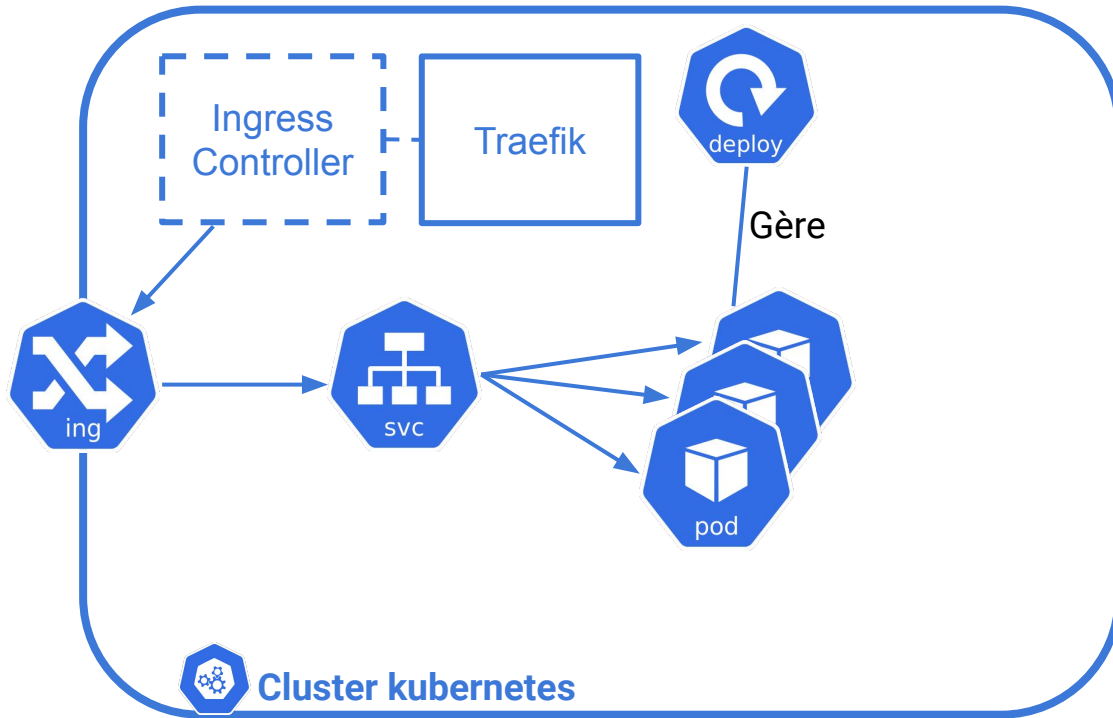 Ingress
Controller
Traefik
deploy
Gère
ing
svc
pod
Cluster kubernetes